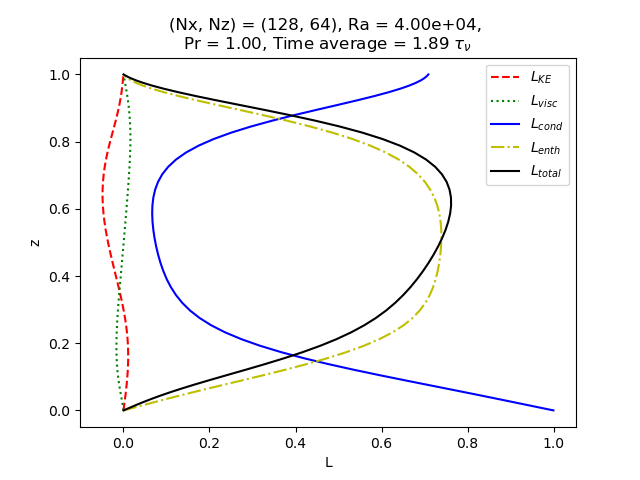 (Nx, Nz) = (128, 64), Ra = 4.00e+04,
Pr = 1.00, Time average = 1.89 τ_ν
1.0
0.8
0.6
0.4
0.2
0.0
z
0.0 0.2 0.4 0.6 0.8 1.0
L
L_KE
L_visc
L_cond
L_enth
L_total